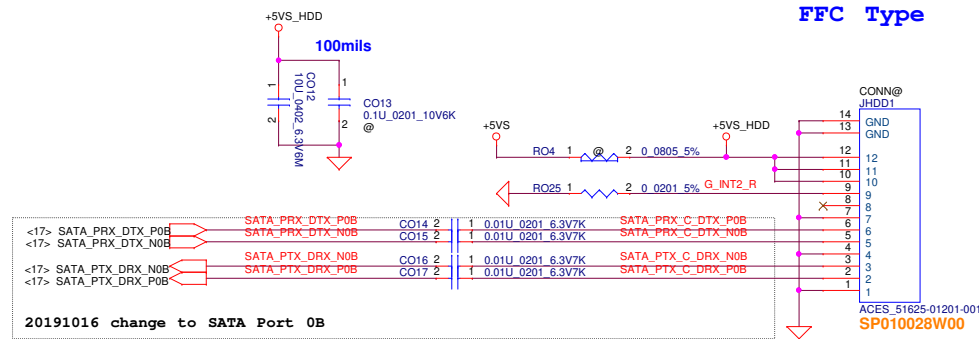 FFC Type
+5VS_HDD
100mils
1
2
CO12
10U_0402_6.3V6M
1
2
CO13
0.1U_0201_10V6K
@
+5VS
+5VS_HDD
CONN@
JHDD1
RO4 1 @ 2 0_0805_5%
RO25 1 2 0_0201_5% G_INT2_R
14 GND
13 GND
12 12
11 11
10 10
9 9
8 8
7 7
6 6
5 5
4 4
3 3
2 2
1 1
<17> SATA_PRX_DTX_P0B SATA_PRX_DTX_P0B CO14 2 1 0.01U_0201_6.3V7K SATA_PRX_C_DTX_P0B
<17> SATA_PRX_DTX_N0B SATA_PRX_DTX_N0B CO15 2 1 0.01U_0201_6.3V7K SATA_PRX_C_DTX_N0B
<17> SATA_PTX_DRX_N0B SATA_PTX_DRX_N0B CO16 2 1 0.01U_0201_6.3V7K SATA_PTX_C_DRX_N0B
<17> SATA_PTX_DRX_P0B SATA_PTX_DRX_P0B CO17 2 1 0.01U_0201_6.3V7K SATA_PTX_C_DRX_P0B
20191016 change to SATA Port 0B
ACES_51625-01201-001
SP010028W00